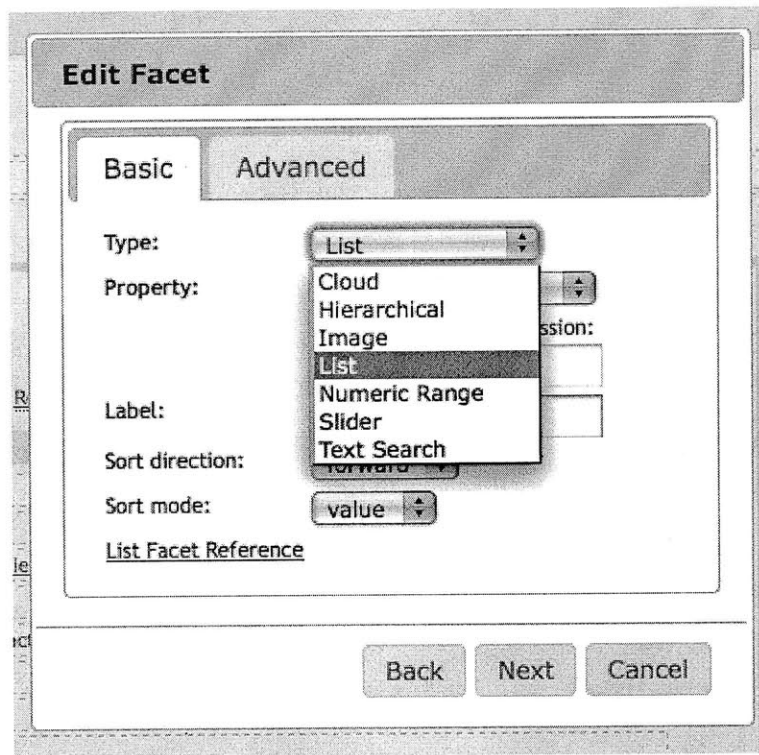 Edit Facet
Basic Advanced
Type: List
Cloud
Property:
Hierarchical
Image
List
Numeric Range
Label:
Slider
Text Search
Sort direction: forward
Sort mode: value
List Facet Reference
Back Next Cancel